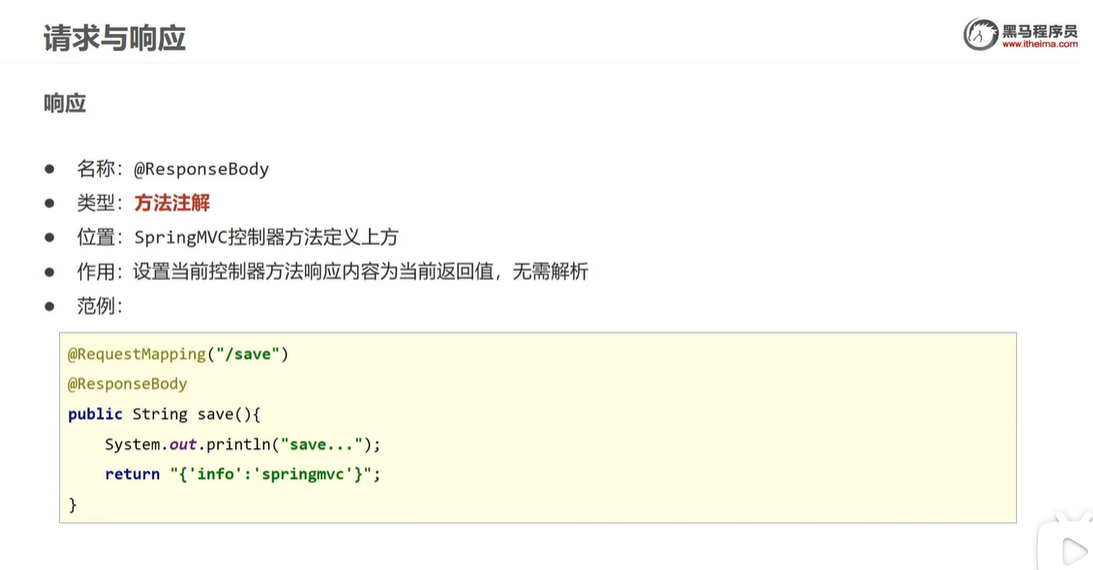 请求与响应
黑马程序员
www.itheima.com
响应
● 名称：@ResponseBody
● 类型：方法注解
● 位置：SpringMVC控制器方法定义上方
● 作用：设置当前控制器方法响应内容为当前返回值，无需解析
● 范例：
@RequestMapping("/save")
@ResponseBody
public String save(){
    System.out.println("save...");
    return "{'info':'springmvc'}";
}